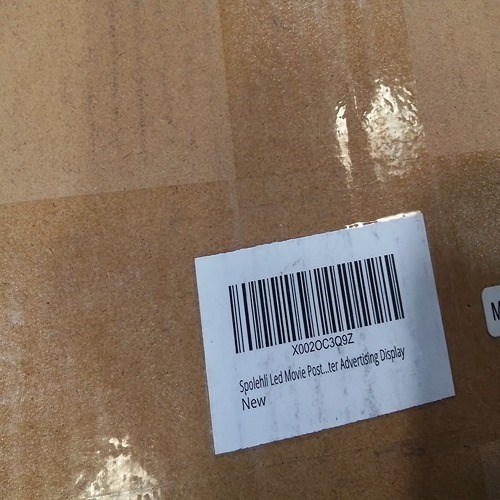 X002OC3Q9Z
Spolehli Led Movie Post...ter Advertising Display
New
M